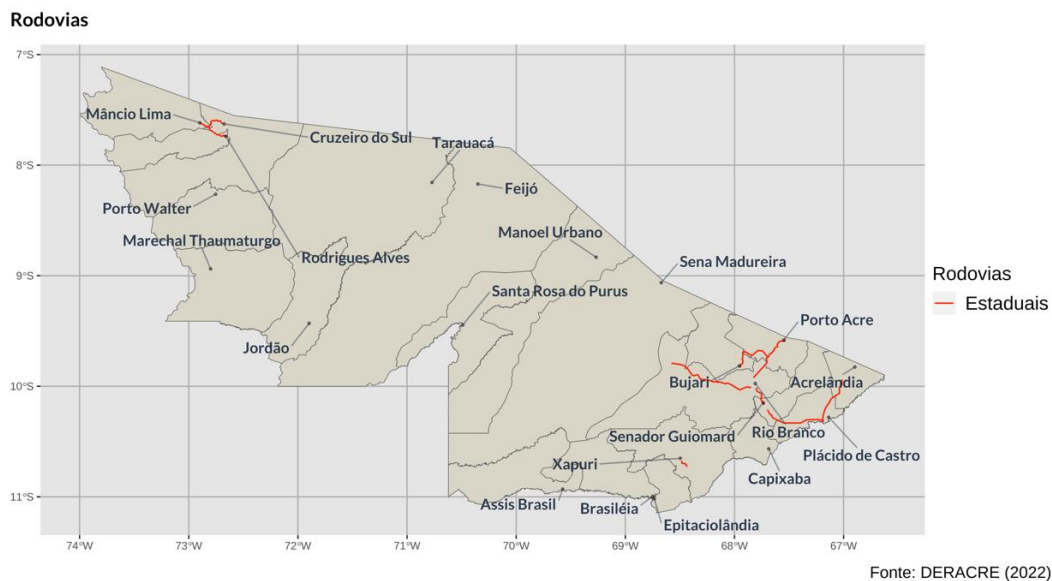 Rodovias
7°S
8°S
9°S
10°S
11°S
Mâncio Lima
Cruzeiro do Sul
Tarauacá
Feijó
Porto Walter
Manoel Urbano
Marechal Thaumaturgo
Rodrigues Alves
Sena Madureira
Santa Rosa do Purus
Jordão
Porto Acre
Bujari
Acrelândia
Senador Guiomard
Rio Branco
Plácido de Castro
Xapuri
Capixaba
Assis Brasil
Brasiléia
Epitaciolândia
74°W
73°W
72°W
71°W
70°W
69°W
68°W
67°W
Rodovias
Estaduais
Fonte: DERACRE (2022)